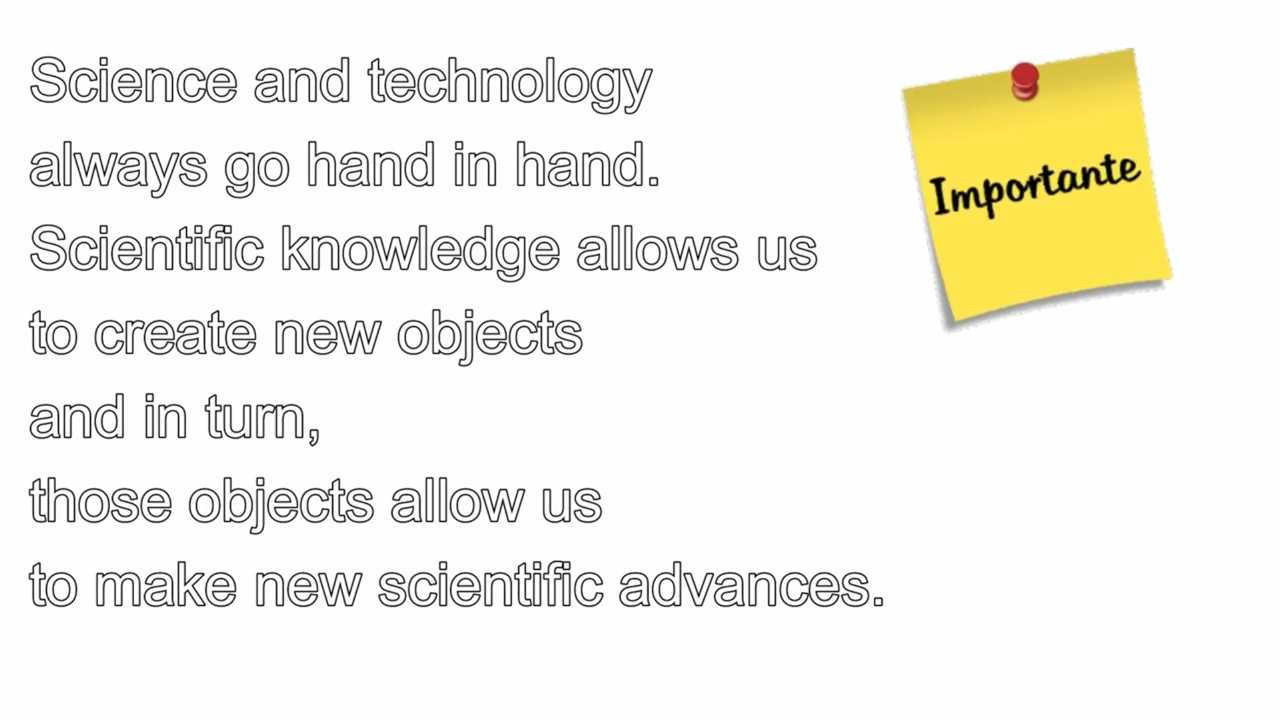 Science and technology
always go hand in hand.
Scientific knowledge allows us
to create new objects
and in turn,
those objects allow us
to make new scientific advances.
Importante